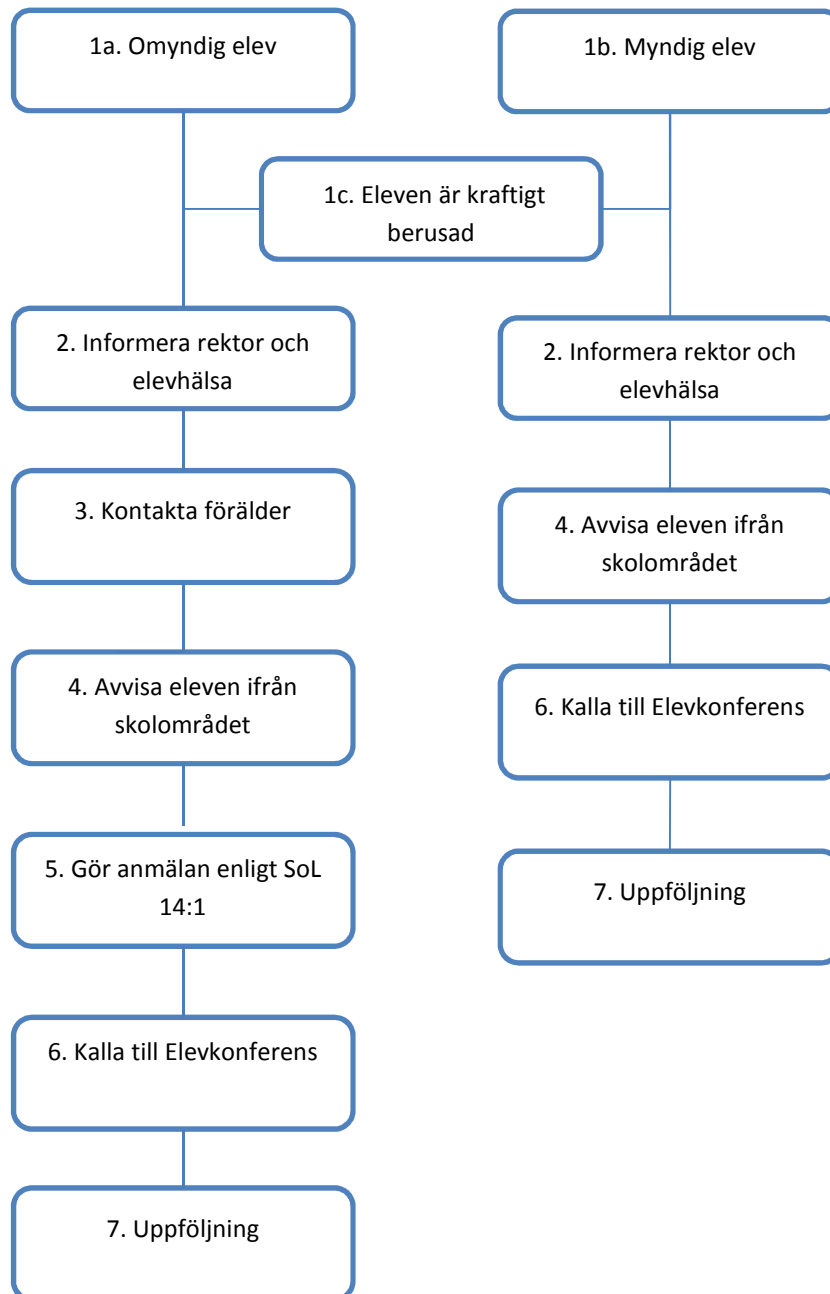 1a. Omyndig elev
1b. Myndig elev
1c. Eleven är kraftigt
berusad
2. Informera rektor och
elevhälsa
3. Kontakta förälder
4. Avvisa eleven ifrån
skolområdet
5. Gör anmälan enligt SoL
14:1
6. Kalla till Elevkonferens
7. Uppföljning
2. Informera rektor och
elevhälsa
4. Avvisa eleven ifrån
skolområdet
6. Kalla till Elevkonferens
7. Uppföljning